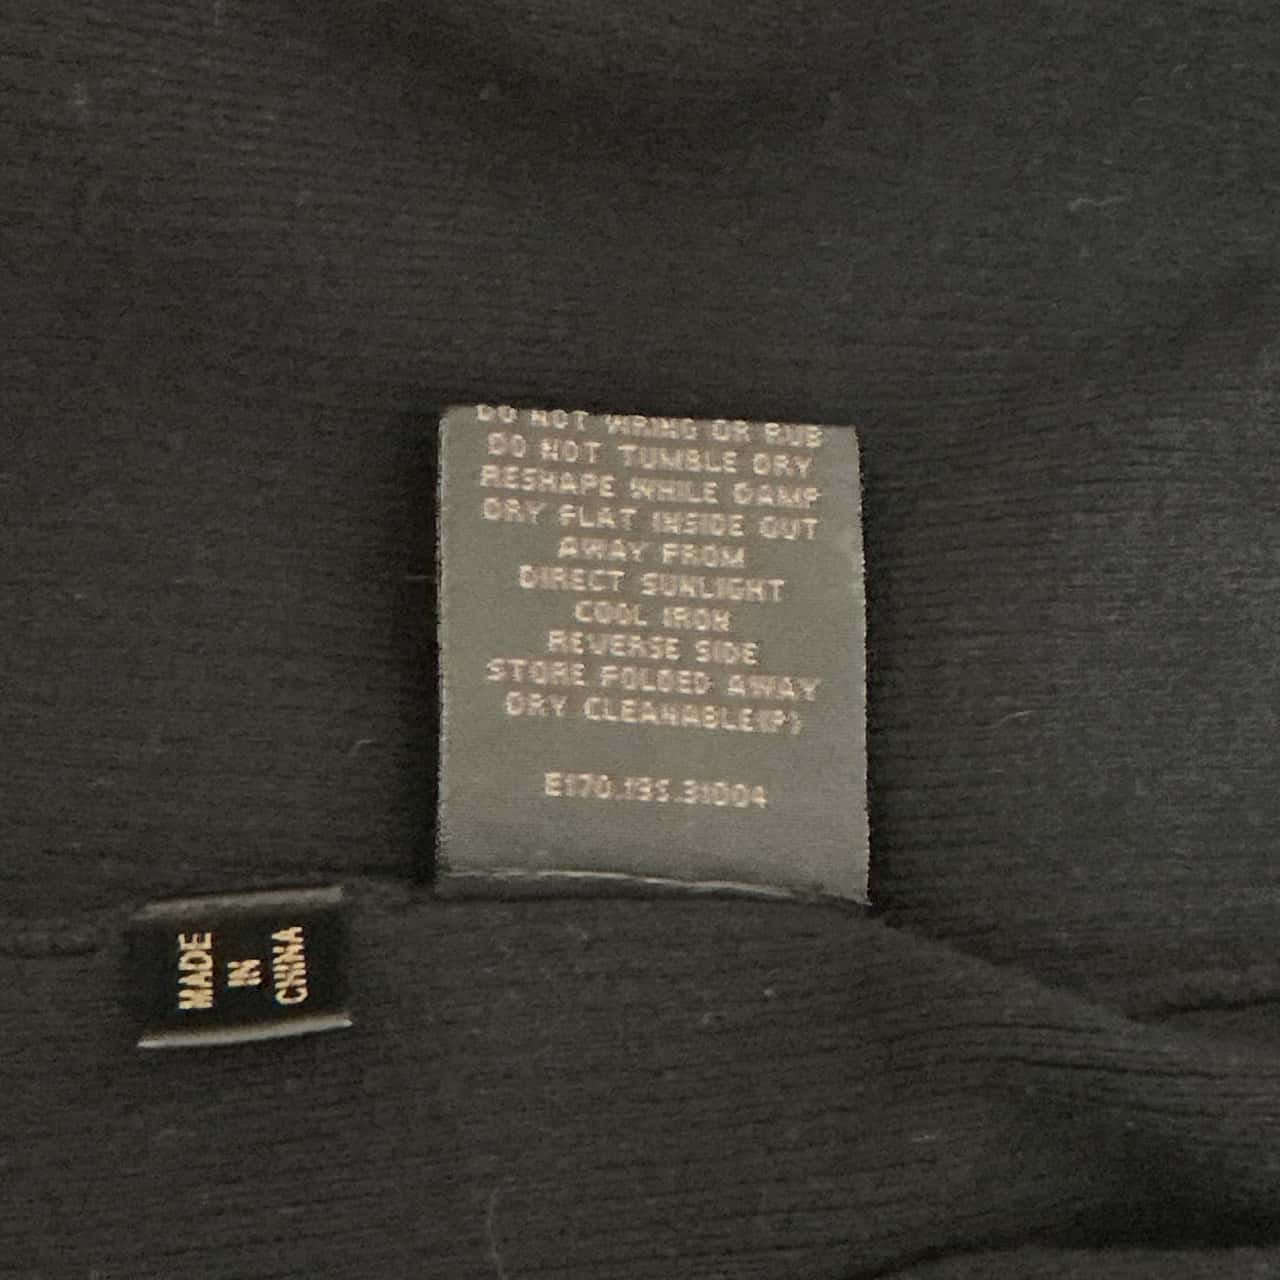 DO NOT WRING OR RUB
DO NOT TUMBLE DRY
RESHAPE WHILE DAMP
DRY FLAT INSIDE OUT
AWAY FROM
DIRECT SUNLIGHT
COOL IRON
REVERSE SIDE
STORE FOLDED AWAY
DRY CLEANABLE(P)
E170.19S.31004
MADE
IN
CHINA